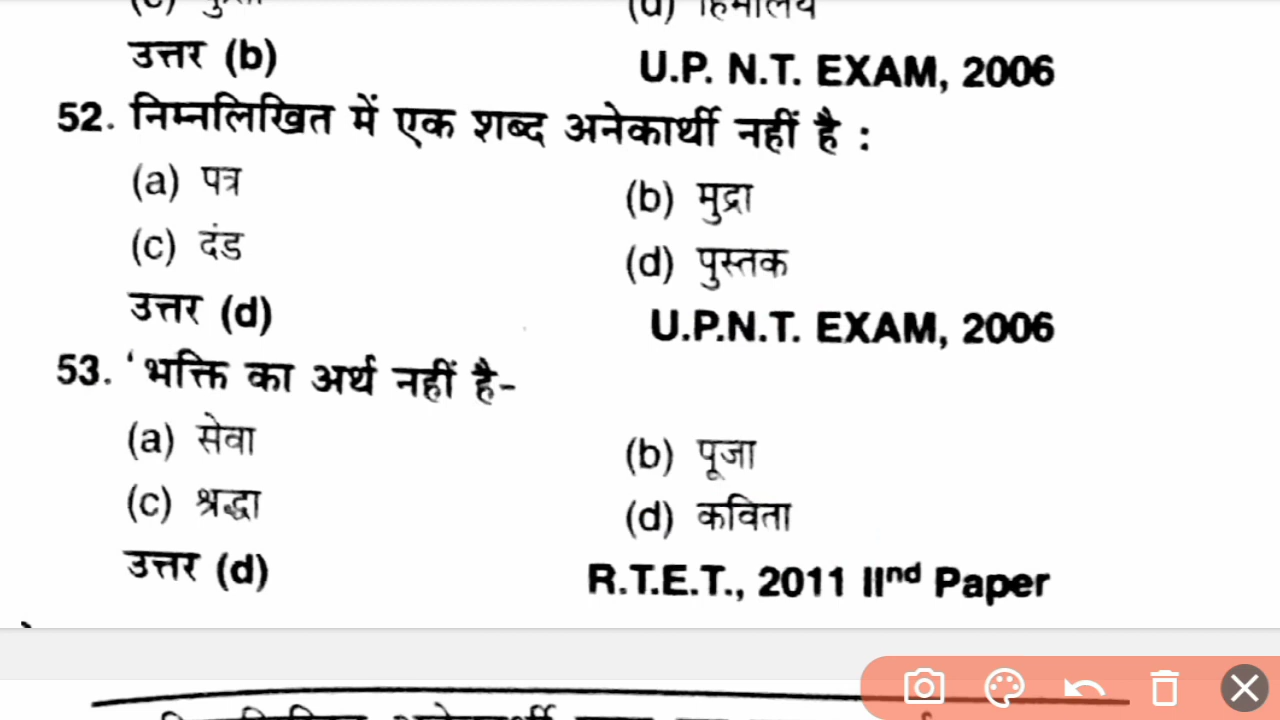 (d) हिमालय
उत्तर (b) U.P. N.T. EXAM, 2006
52. निम्नलिखित में एक शब्द अनेकार्थी नहीं है :
(a) पत्र (b) मुद्रा
(c) दंड (d) पुस्तक
उत्तर (d) U.P.N.T. EXAM, 2006
53. ‘भक्ति का अर्थ नहीं है-
(a) सेवा (b) पूजा
(c) श्रद्धा (d) कविता
उत्तर (d) R.T.E.T., 2011 IInd Paper